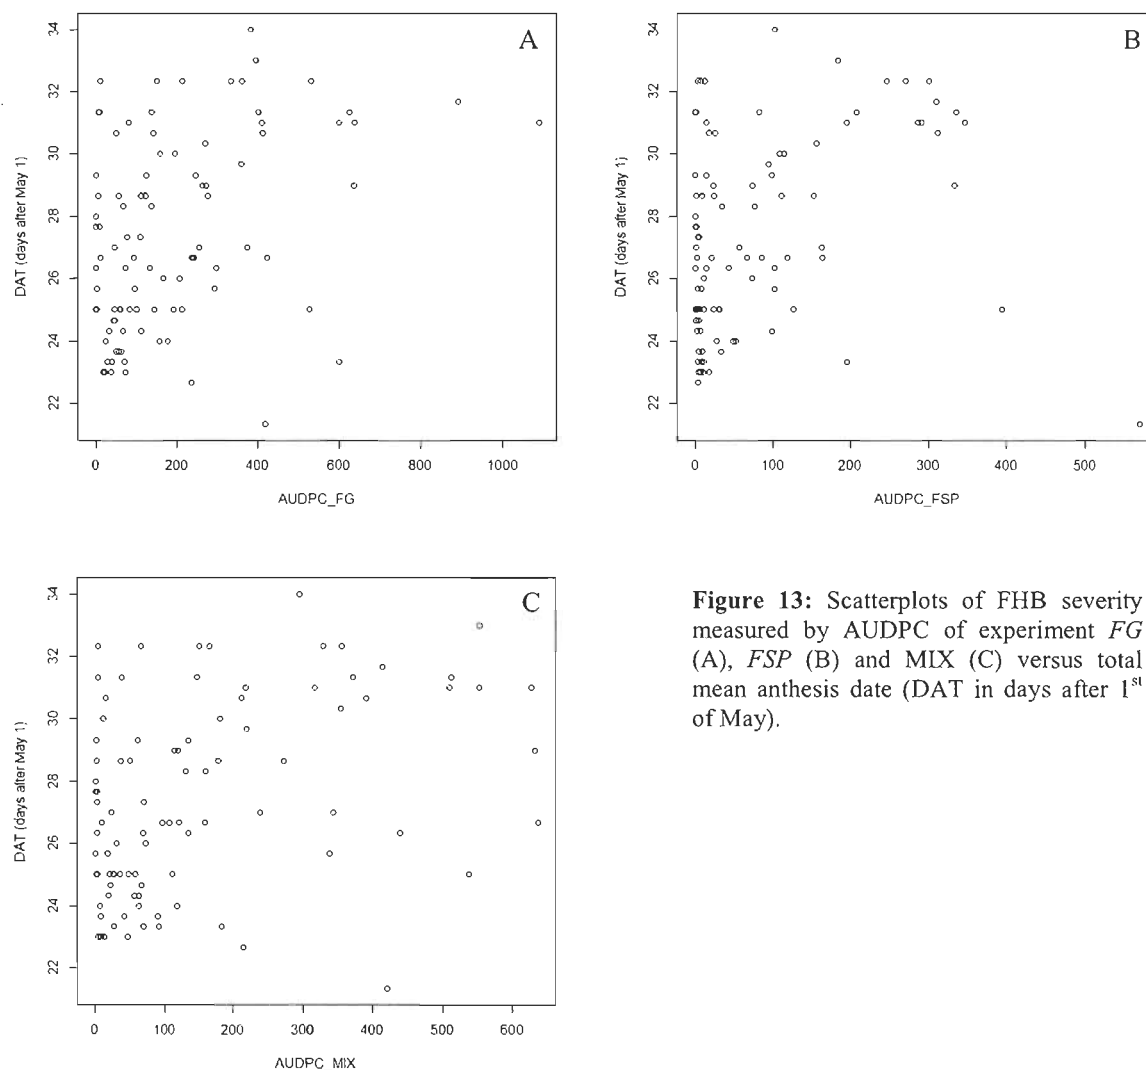 A
34
32
30
28
26
24
22
DAT (days after May 1)
0 200 400 600 800 1000
AUDPC_FG
B
34
32
30
28
26
24
22
DAT (days after May 1)
0 100 200 300 400 500
AUDPC_FSP
C
34
32
30
28
26
24
22
DAT (days after May 1)
0 100 200 300 400 500 600
AUDPC_MIX
Figure 13: Scatterplots of FHB severity
measured by AUDPC of experiment FG
(A), FSP (B) and MIX (C) versus total
mean anthesis date (DAT in days after 1st
of May).